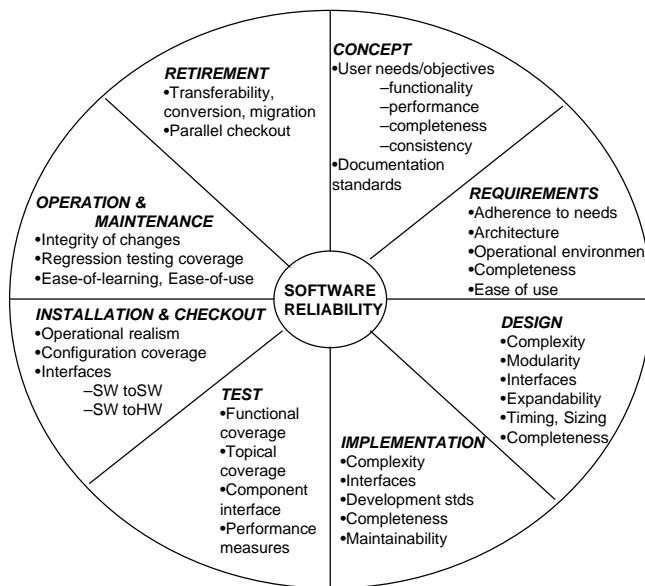 CONCEPT
•User needs/objectives
–functionality
–performance
–completeness
–consistency
•Documentation
standards
REQUIREMENTS
•Adherence to needs
•Architecture
•Operational environmen
•Completeness
•Ease of use
DESIGN
•Complexity
•Modularity
•Interfaces
•Expandability
•Timing, Sizing
•Completeness
IMPLEMENTATION
•Complexity
•Interfaces
•Development stds
•Completeness
•Maintainability
TEST
•Functional
coverage
•Topical
coverage
•Component
interface
•Performance
measures
INSTALLATION & CHECKOUT
•Operational realism
•Configuration coverage
•Interfaces
–SW toSW
–SW toHW
OPERATION &
MAINTENANCE
•Integrity of changes
•Regression testing coverage
•Ease-of-learning, Ease-of-use
RETIREMENT
•Transferability,
conversion, migration
•Parallel checkout
SOFTWARE
RELIABILITY